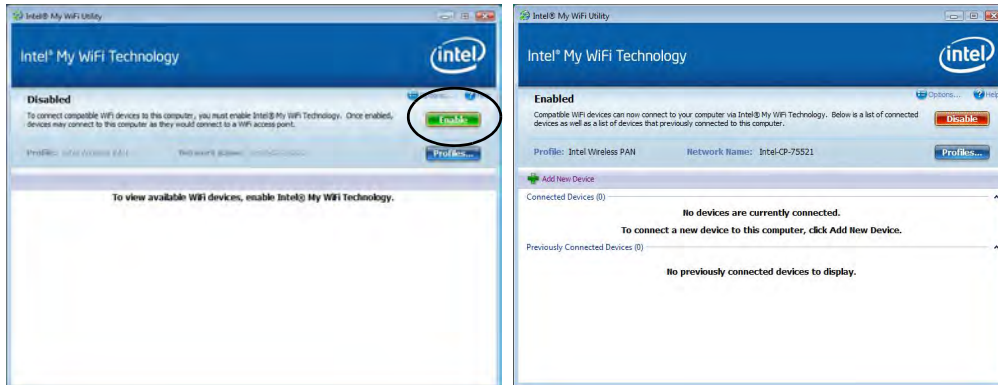 Intel® My WiFi Utility
Intel® My WiFi Technology
intel
Disabled
To connect compatible WiFi devices to this computer, you must enable Intel® My WiFi Technology. Once enabled,
devices may connect to this computer as they would connect to a WiFi access point.
Enable
Profile:
Network Name:
Profiles...
To view available WiFi devices, enable Intel® My WiFi Technology.
Intel® My WiFi Utility
Intel® My WiFi Technology
intel
Enabled
Options... Help
Compatible WiFi devices can now connect to your computer via Intel® My WiFi Technology. Below is a list of connected
devices as well as a list of devices that previously connected to this computer.
Disable
Profile: Intel Wireless PAN Network Name: Intel-CP-75521
Profiles...
Add New Device
Connected Devices (0)
No devices are currently connected.
To connect a new device to this computer, click Add New Device.
Previously Connected Devices (0)
No previously connected devices to display.